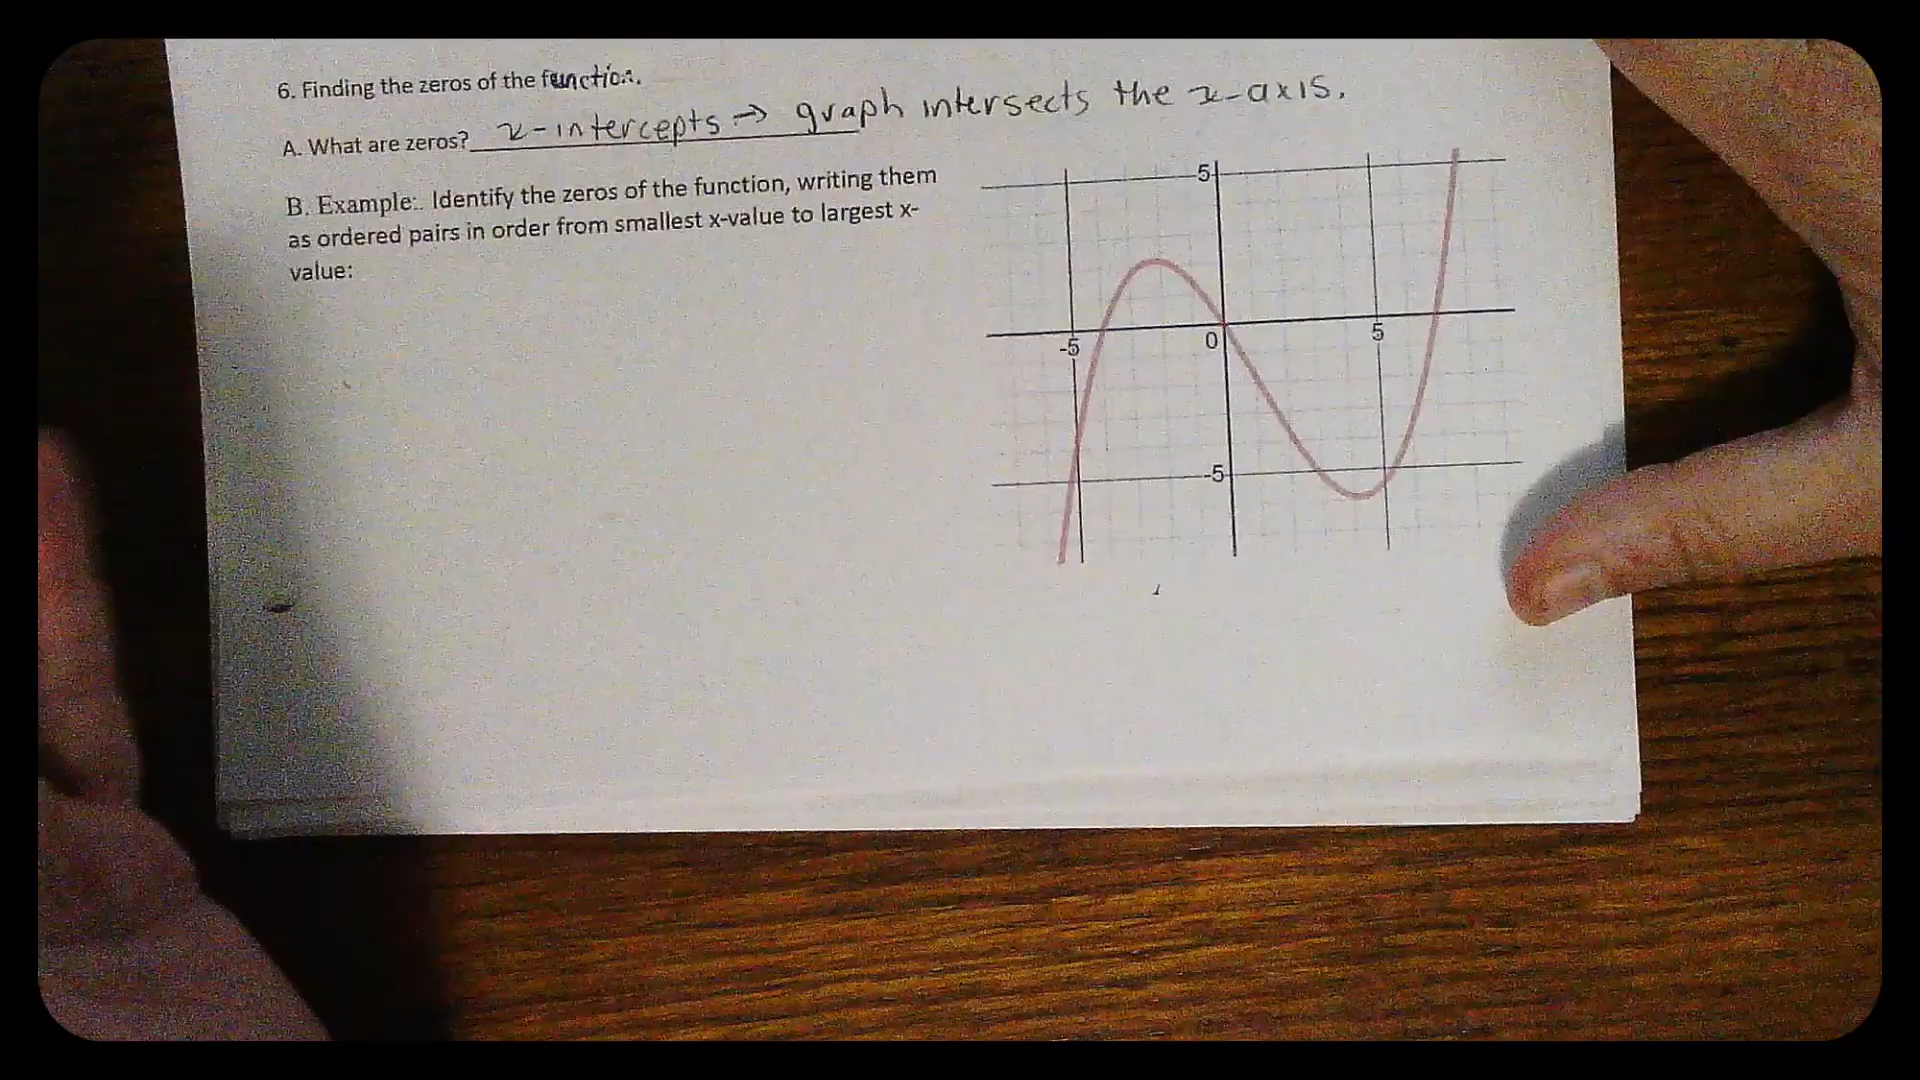 6. Finding the zeros of the function.
A. What are zeros? x-intercepts → graph intersects the x-axis.
B. Example:. Identify the zeros of the function, writing them
as ordered pairs in order from smallest x-value to largest x-
value:
5
-5
0
5
-5